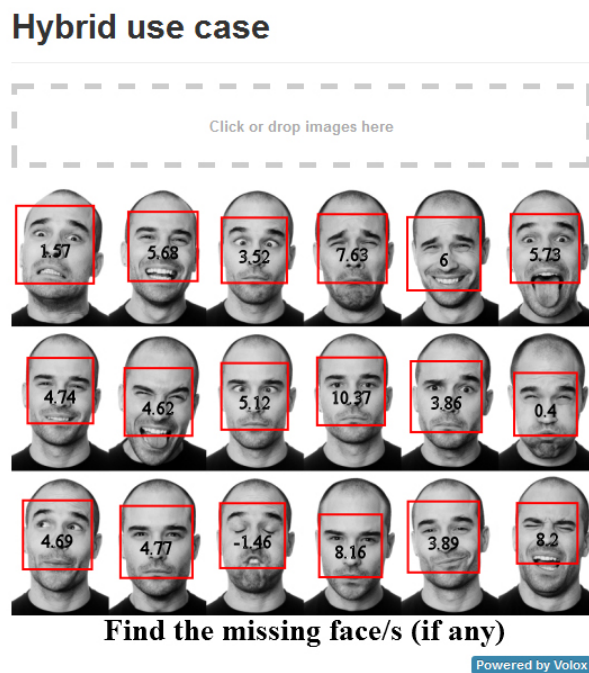 Hybrid use case
Click or drop images here
1.57 5.68 3.52 7.63 6 5.73
4.74 4.62 5.12 10.37 3.86 0.4
4.69 4.77 -1.46 8.16 3.89 8.2
Find the missing face/s (if any)
Powered by Volox